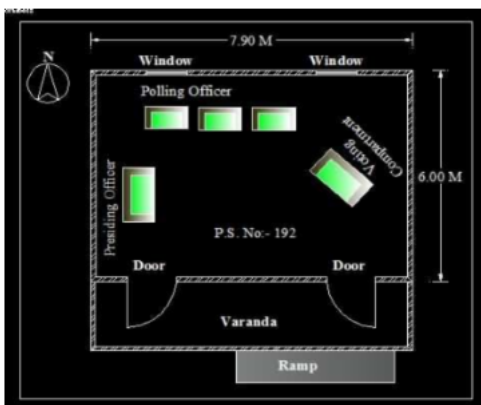 7.90 M
N
Window
Window
Polling Officer
Voting
Compartment
6.00 M
Presiding Officer
P.S. No:- 192
Door
Door
Varanda
Ramp